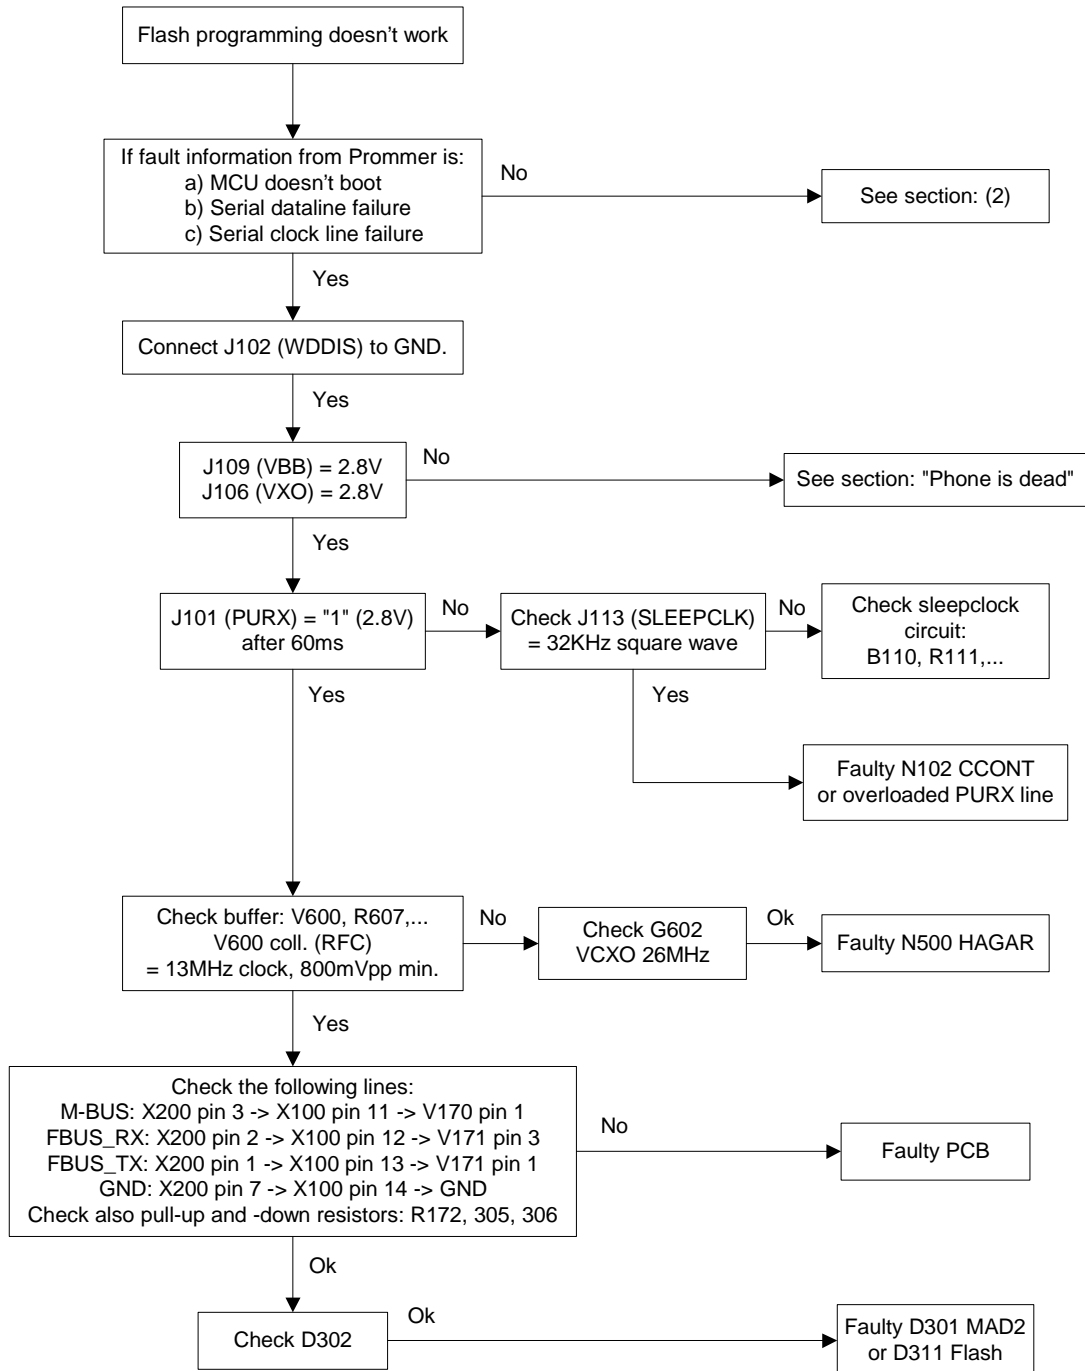 Flash programming doesn't work
If fault information from Prommer is:
a) MCU doesn't boot
b) Serial dataline failure
c) Serial clock line failure
No
See section: (2)
Yes
Connect J102 (WDDIS) to GND.
Yes
J109 (VBB) = 2.8V
J106 (VXO) = 2.8V
No
See section: "Phone is dead"
Yes
J101 (PURX) = "1" (2.8V)
after 60ms
No
Check J113 (SLEEPCLK)
= 32KHz square wave
No
Check sleepclock
circuit:
B110, R111,...
Yes
Yes
Faulty N102 CCONT
or overloaded PURX line
Check buffer: V600, R607,...
V600 coll. (RFC)
= 13MHz clock, 800mVpp min.
No
Check G602
VCXO 26MHz
Ok
Faulty N500 HAGAR
Yes
Check the following lines:
M-BUS: X200 pin 3 -> X100 pin 11 -> V170 pin 1
FBUS_RX: X200 pin 2 -> X100 pin 12 -> V171 pin 3
FBUS_TX: X200 pin 1 -> X100 pin 13 -> V171 pin 1
GND: X200 pin 7 -> X100 pin 14 -> GND
Check also pull-up and -down resistors: R172, 305, 306
No
Faulty PCB
Ok
Check D302
Ok
Faulty D301 MAD2
or D311 Flash